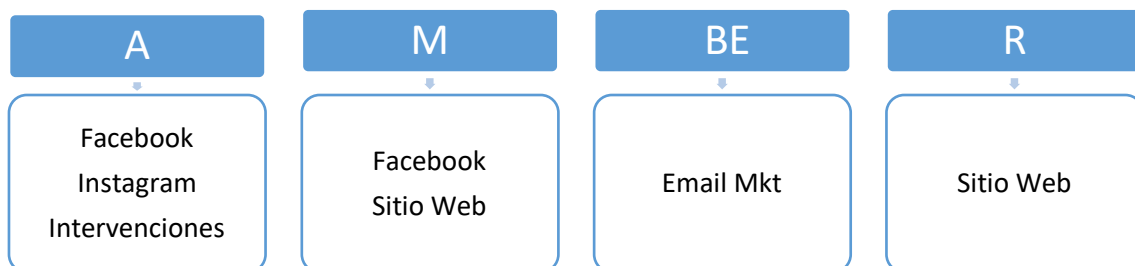 A
Facebook
Instagram
Intervenciones
M
Facebook
Sitio Web
BE
Email Mkt
R
Sitio Web